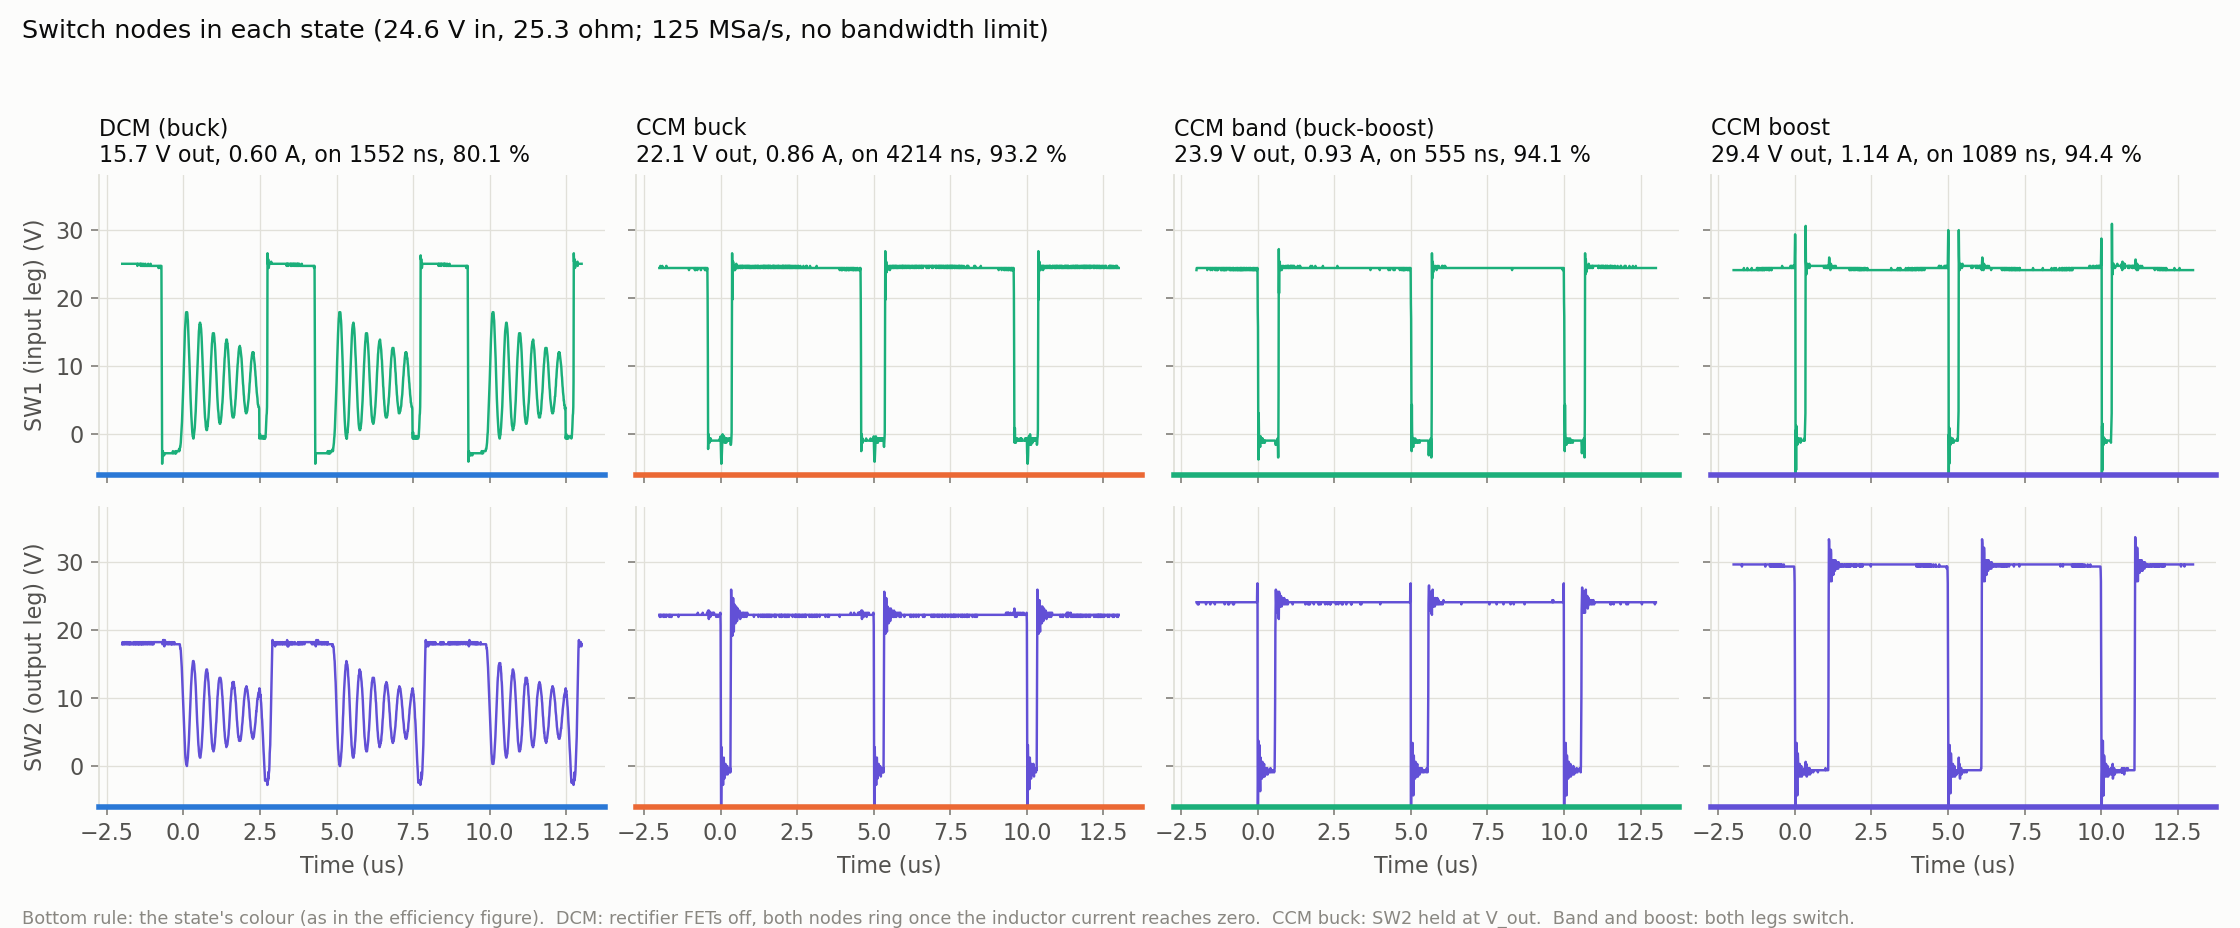 Switch nodes in each state (24.6 V in, 25.3 ohm; 125 MSa/s, no bandwidth limit)
DCM (buck)
15.7 V out, 0.60 A, on 1552 ns, 80.1 %
CCM buck
22.1 V out, 0.86 A, on 4214 ns, 93.2 %
CCM band (buck-boost)
23.9 V out, 0.93 A, on 555 ns, 94.1 %
CCM boost
29.4 V out, 1.14 A, on 1089 ns, 94.4 %
SW1 (input leg) (V)
30
20
10
0
SW2 (output leg) (V)
30
20
10
0
−2.5 0.0 2.5 5.0 7.5 10.0 12.5
−2.5 0.0 2.5 5.0 7.5 10.0 12.5
−2.5 0.0 2.5 5.0 7.5 10.0 12.5
−2.5 0.0 2.5 5.0 7.5 10.0 12.5
Time (us)
Time (us)
Time (us)
Time (us)
Bottom rule: the state's colour (as in the efficiency figure).  DCM: rectifier FETs off, both nodes ring once the inductor current reaches zero.  CCM buck: SW2 held at V_out.  Band and boost: both legs switch.